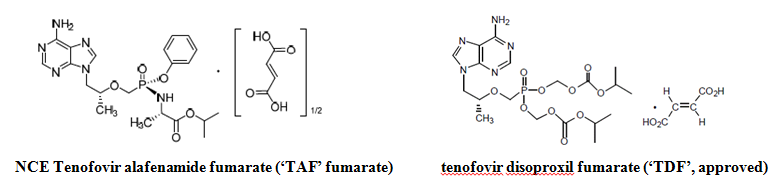 NH₂
N
N
N
N
O
O
P
O
NH
CH₃
H₃C
O
O
HO
O
O
OH
1/2
NCE Tenofovir alafenamide fumarate ('TAF' fumarate)
NH₂
N
N
N
N
O
O
P
O
O
O
O
CH₃
O
O
O
O
H
CO₂H
C
C
HO₂C
H
tenofovir disoproxil fumarate ('TDF', approved)